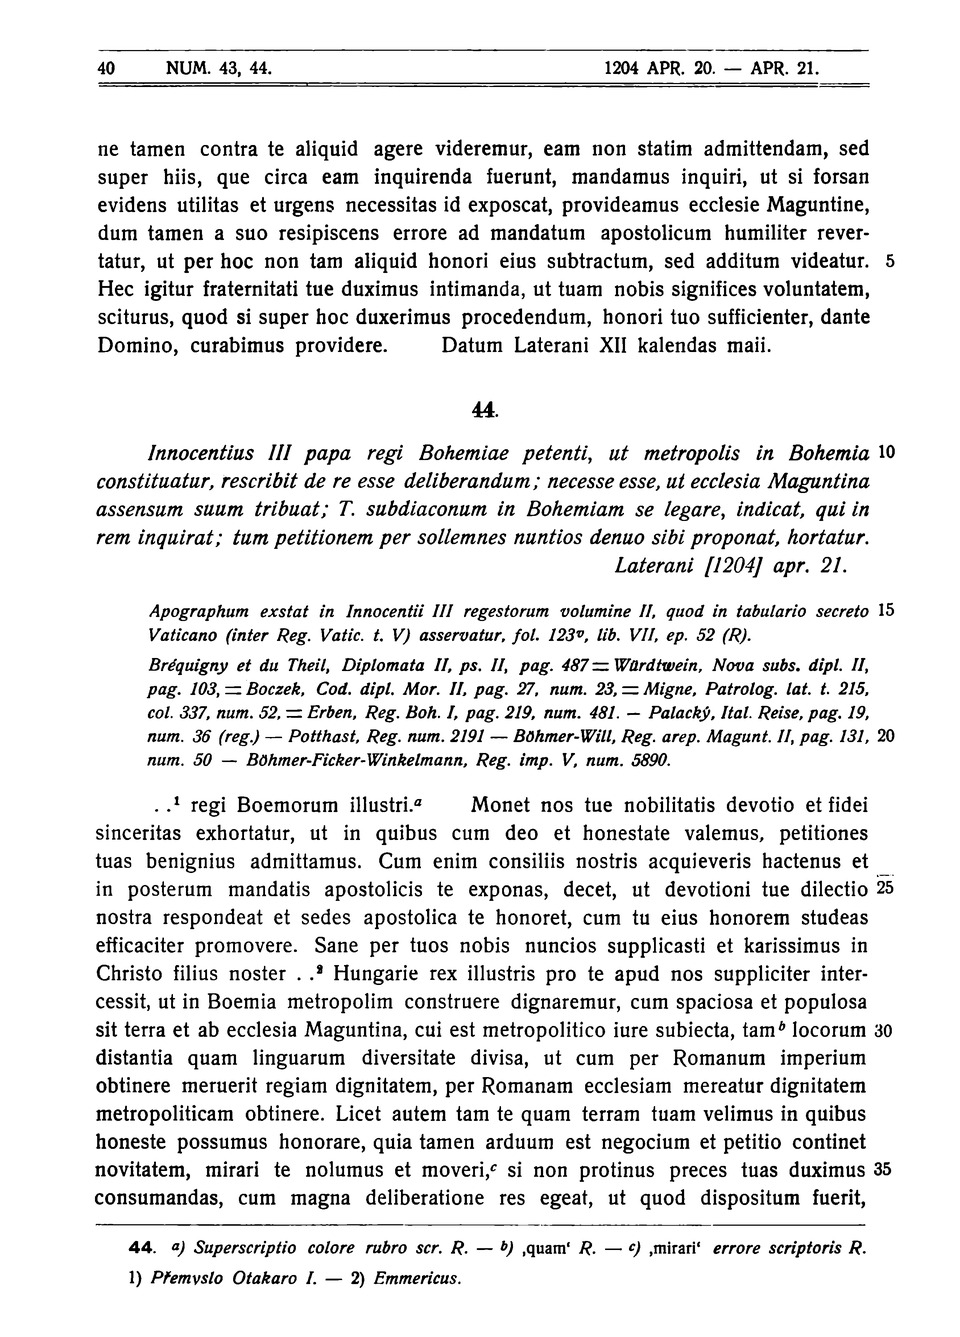 40 NUM. 43, 44. 1204 APR. 20. — APR. 21.
ne tamen contra te aliquid agere videremur, eam non statim admittendam, sed
super hiis, que circa eam inquirenda fuerunt, mandamus inquiri, ut si forsan
evidens utilitas et urgens necessitas id exposcat, provideamus ecclesie Maguntine,
dum tamen a suo resipiscens errore ad mandatum apostolicum humiliter rever-
tatur, ut per hoc non tam aliquid honori eius subtractum, sed additum videatur. 5
Hec igitur fraternitati tue duximus intimanda, ut tuam nobis significes voluntatem,
sciturus, quod si super hoc duxerimus procedendum, honori tuo sufficienter, dante
Domino, curabimus providere. Datum Laterani XII kalendas maii.
44.
Innocentius III papa regi Bohemiae petenti, ut metropolis in Bohemia 10
constituatur, rescribit de re esse deliberandum; necesse esse, ut ecclesia Maguntina
assensum suum tribuat; T. subdiaconum in Bohemiam se legare, indicat, qui in
rem inquirat; tum petitionem per sollemnes nuntios denuo sibi proponat, hortatur.
Laterani [1204] apr. 21.
Apographum exstat in Innocentii III regestorum volumine II, quod in tabulario secreto 15
Vaticano (inter Reg. Vatic. t. V) asservatur, fol. 123ᵛ, lib. VII, ep. 52 (R).
Bréquigny et du Theil, Diplomata II, ps. II, pag. 487 = Würdtwein, Nova subs. dipl. II,
pag. 103, = Boczek, Cod. dipl. Mor. II, pag. 27, num. 23, = Migne, Patrolog. lat. t. 215,
col. 337, num. 52, = Erben, Reg. Boh. I, pag. 219, num. 481. — Palacký, Ital. Reise, pag. 19,
num. 36 (reg.) — Potthast, Reg. num. 2191 — Böhmer-Will, Reg. arep. Magunt. II, pag. 131, 20
num. 50 — Böhmer-Ficker-Winkelmann, Reg. imp. V, num. 5890.
. .¹ regi Boemorum illustri.ᵃ Monet nos tue nobilitatis devotio et fidei
sinceritas exhortatur, ut in quibus cum deo et honestate valemus, petitiones
tuas benignius admittamus. Cum enim consiliis nostris acquieveris hactenus et
in posterum mandatis apostolicis te exponas, decet, ut devotioni tue dilectio 25
nostra respondeat et sedes apostolica te honoret, cum tu eius honorem studeas
efficaciter promovere. Sane per tuos nobis nuncios supplicasti et karissimus in
Christo filius noster . .² Hungarie rex illustris pro te apud nos suppliciter inter-
cessit, ut in Boemia metropolim construere dignaremur, cum spaciosa et populosa
sit terra et ab ecclesia Maguntina, cui est metropolitico iure subiecta, tamᵇ locorum 30
distantia quam linguarum diversitate divisa, ut cum per Romanum imperium
obtinere meruerit regiam dignitatem, per Romanam ecclesiam mereatur dignitatem
metropoliticam obtinere. Licet autem tam te quam terram tuam velimus in quibus
honeste possumus honorare, quia tamen arduum est negocium et petitio continet
novitatem, mirari te nolumus et moveri,ᶜ si non protinus preces tuas duximus 35
consumandas, cum magna deliberatione res egeat, ut quod dispositum fuerit,
44. a) Superscriptio colore rubro scr. R. — b) ‚quam‘ R. — c) ‚mirari‘ errore scriptoris R.
1) Přemyslo Otakaro I. — 2) Emmericus.